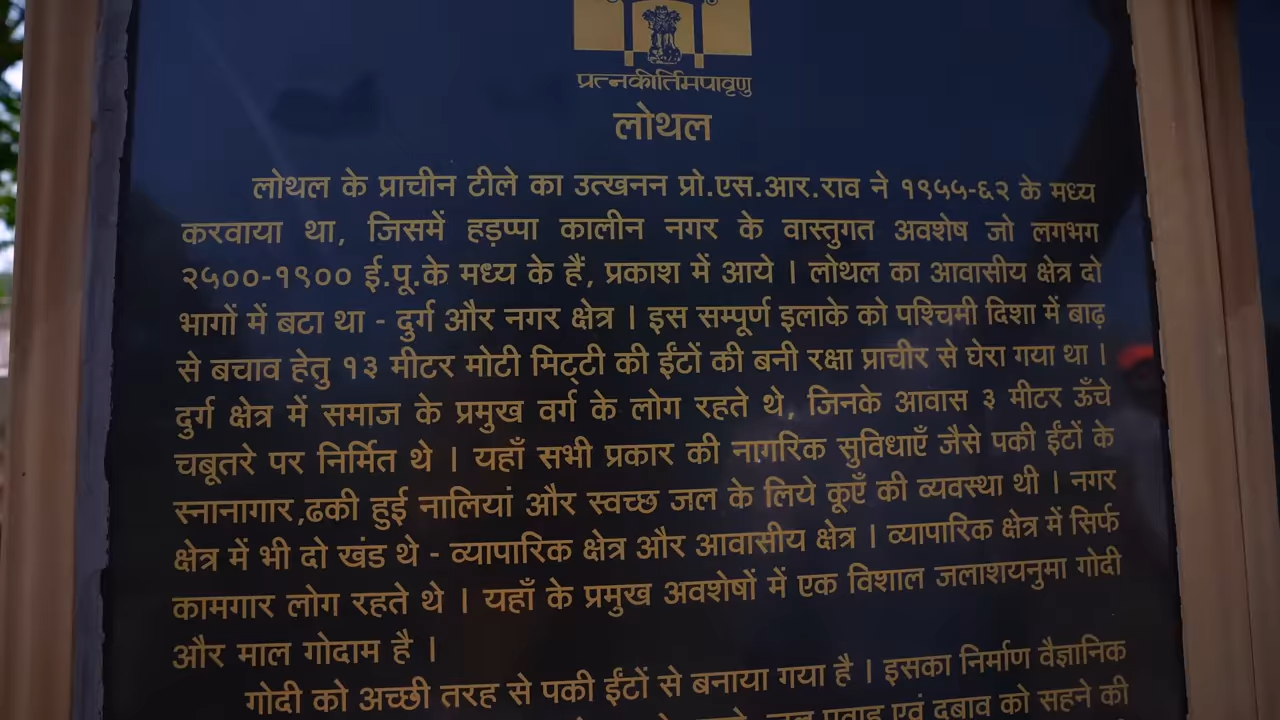 प्रत्नकीर्तिमपावृणु
लोथल
लोथल के प्राचीन टीले का उत्खनन प्रो.एस.आर.राव ने १९५५-६२ के मध्य
करवाया था, जिसमें हड़प्पा कालीन नगर के वास्तुगत अवशेष जो लगभग
२५००-१९०० ई.पू.के मध्य के हैं, प्रकाश में आये । लोथल का आवासीय क्षेत्र दो
भागों में बटा था - दुर्ग और नगर क्षेत्र । इस सम्पूर्ण इलाके को पश्चिमी दिशा में बाढ़
से बचाव हेतु १३ मीटर मोटी मिट्टी की ईंटों की बनी रक्षा प्राचीर से घेरा गया था ।
दुर्ग क्षेत्र में समाज के प्रमुख वर्ग के लोग रहते थे, जिनके आवास ३ मीटर ऊँचे
चबूतरे पर निर्मित थे । यहाँ सभी प्रकार की नागरिक सुविधाएँ जैसे पकी ईंटों के
स्नानागार,ढकी हुई नालियां और स्वच्छ जल के लिये कूएँ की व्यवस्था थी । नगर
क्षेत्र में भी दो खंड थे - व्यापारिक क्षेत्र और आवासीय क्षेत्र । व्यापारिक क्षेत्र में सिर्फ
कामगार लोग रहते थे । यहाँ के प्रमुख अवशेषों में एक विशाल जलाशयनुमा गोदी
और माल गोदाम है ।
गोदी को अच्छी तरह से पकी ईंटों से बनाया गया है । इसका निर्माण वैज्ञानिक
जल प्रवाह एवं दबाव को सहने की